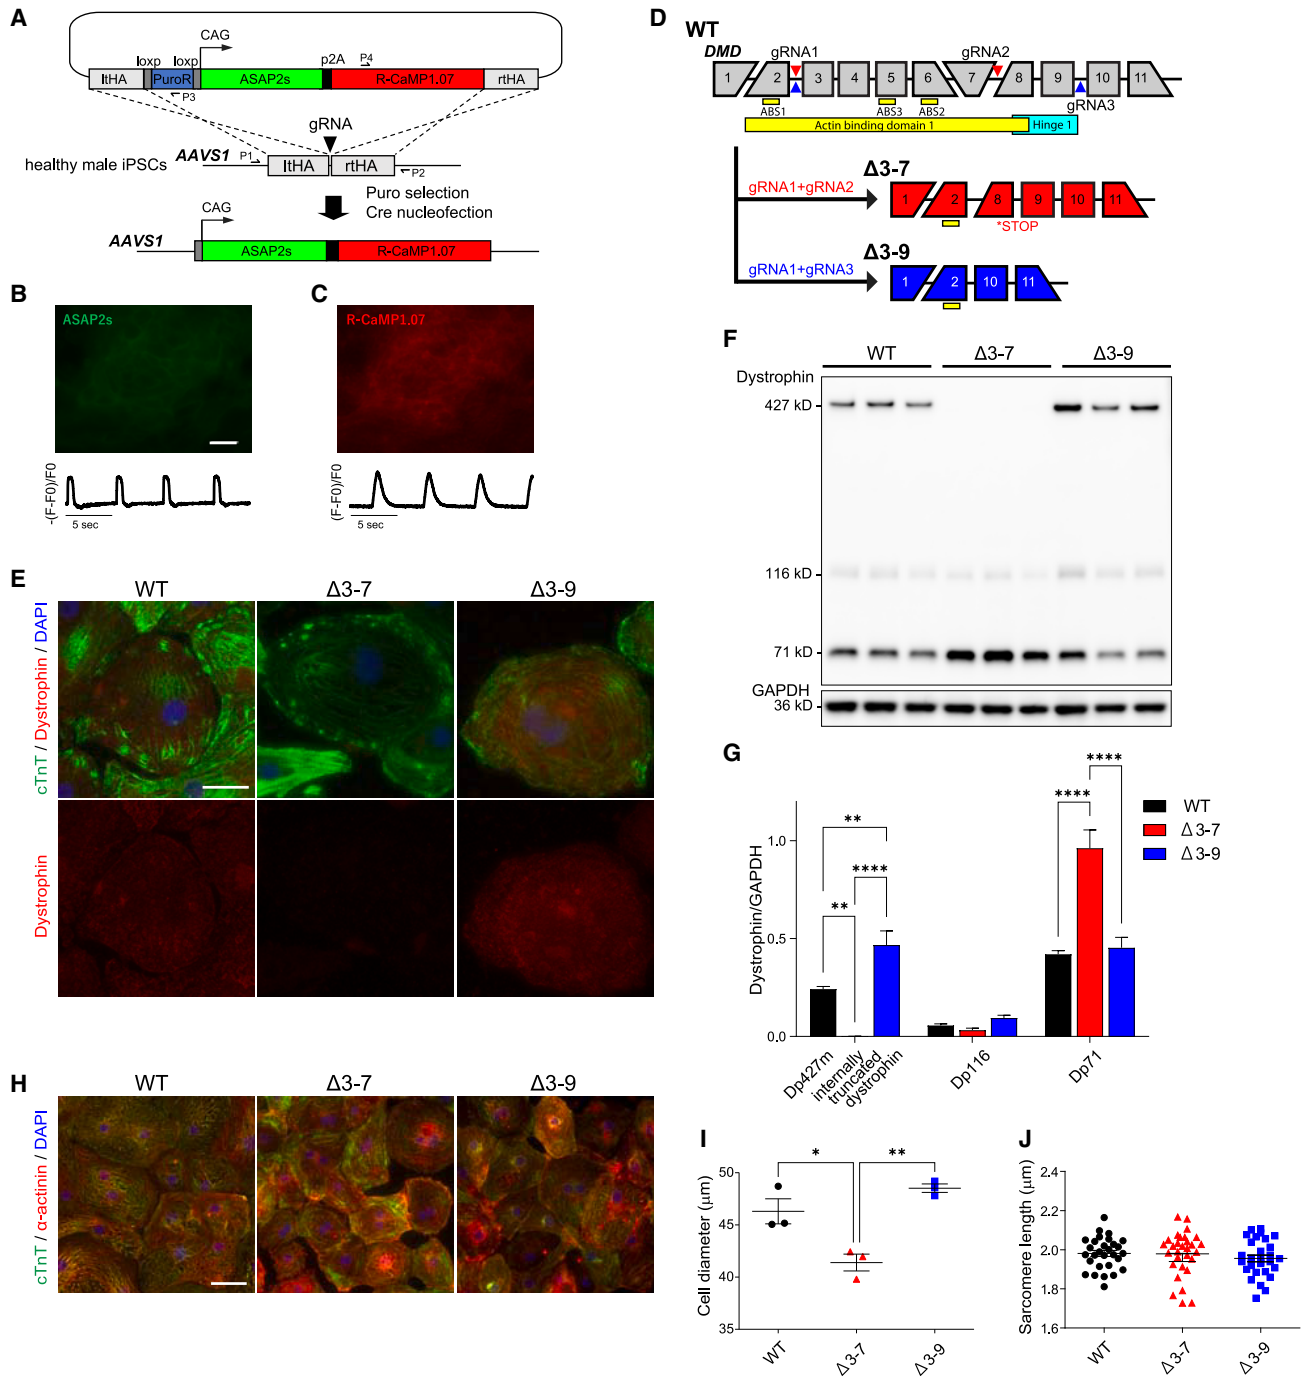 A
CAG
loxp
loxp
p2A
P4
ltHA
PuroR
ASAP2s
R-CaMP1.07
rtHA
P3
gRNA
healthy male iPSCs
AAVS1
P1
ltHA
rtHA
P2
Puro selection
Cre nucleofection
CAG
AAVS1
ASAP2s
R-CaMP1.07
B
ASAP2s
-(F-F0)/F0
5 sec
C
R-CaMP1.07
(F-F0)/F0
5 sec
D
WT
DMD
gRNA1
gRNA2
1
2
3
4
5
6
7
8
9
10
11
gRNA3
ABS1
ABS3
ABS2
Actin binding domain 1
Hinge 1
Δ3-7
gRNA1+gRNA2
1
2
8
9
10
11
*STOP
Δ3-9
gRNA1+gRNA3
1
2
10
11
E
WT
Δ3-7
Δ3-9
cTnT / Dystrophin / DAPI
Dystrophin
F
WT
Δ3-7
Δ3-9
Dystrophin
427 kD
116 kD
71 kD
GAPDH
36 kD
G
Dystrophin/GAPDH
1.0
0.5
0.0
**
**
****
****
****
WT
Δ3-7
Δ3-9
Dp427m
internally
truncated
dystrophin
Dp116
Dp71
H
WT
Δ3-7
Δ3-9
cTnT / α-actinin / DAPI
I
Cell diameter (μm)
50
45
40
35
*
**
WT
Δ3-7
Δ3-9
J
Sarcomere length (μm)
2.4
2.2
2.0
1.8
1.6
WT
Δ3-7
Δ3-9